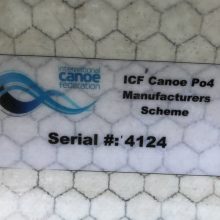 international
canoe
federation
ICF Canoe Po4
Manufacturers
Scheme
Serial #: 4124